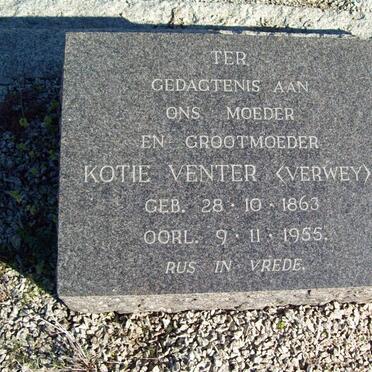 TER
GEDAGTENIS AAN
ONS MOEDER
EN GROOTMOEDER
KOTIE VENTER <VERWEY>
GEB. 28·10·1863
OORL. 9·11·1955.
RUS IN VREDE.